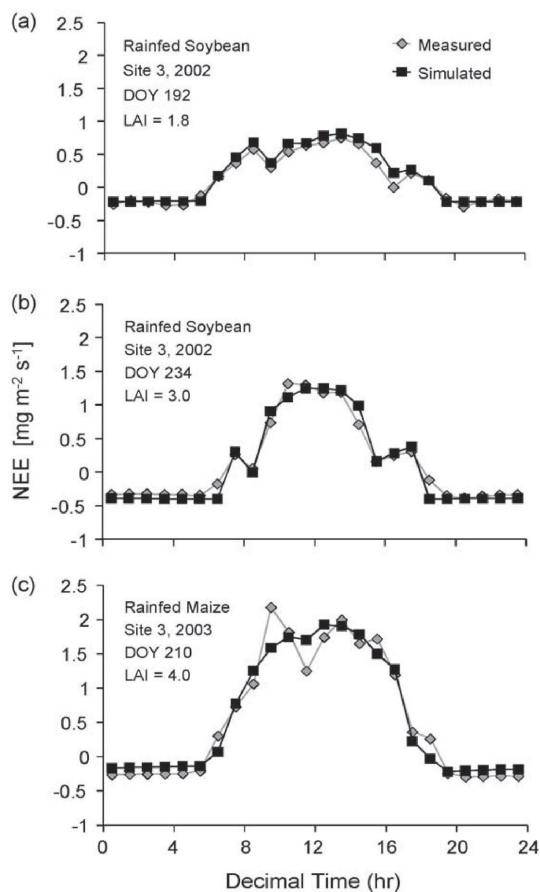 (a)
2.5
2
1.5
1
0.5
0
-0.5
-1
Rainfed Soybean
Site 3, 2002
DOY 192
LAI = 1.8
Measured
Simulated
(b)
2.5
2
1.5
1
0.5
0
-0.5
-1
Rainfed Soybean
Site 3, 2002
DOY 234
LAI = 3.0
NEE [mg m⁻² s⁻¹]
(c)
2.5
2
1.5
1
0.5
0
-0.5
-1
Rainfed Maize
Site 3, 2003
DOY 210
LAI = 4.0
0 4 8 12 16 20 24
Decimal Time (hr)